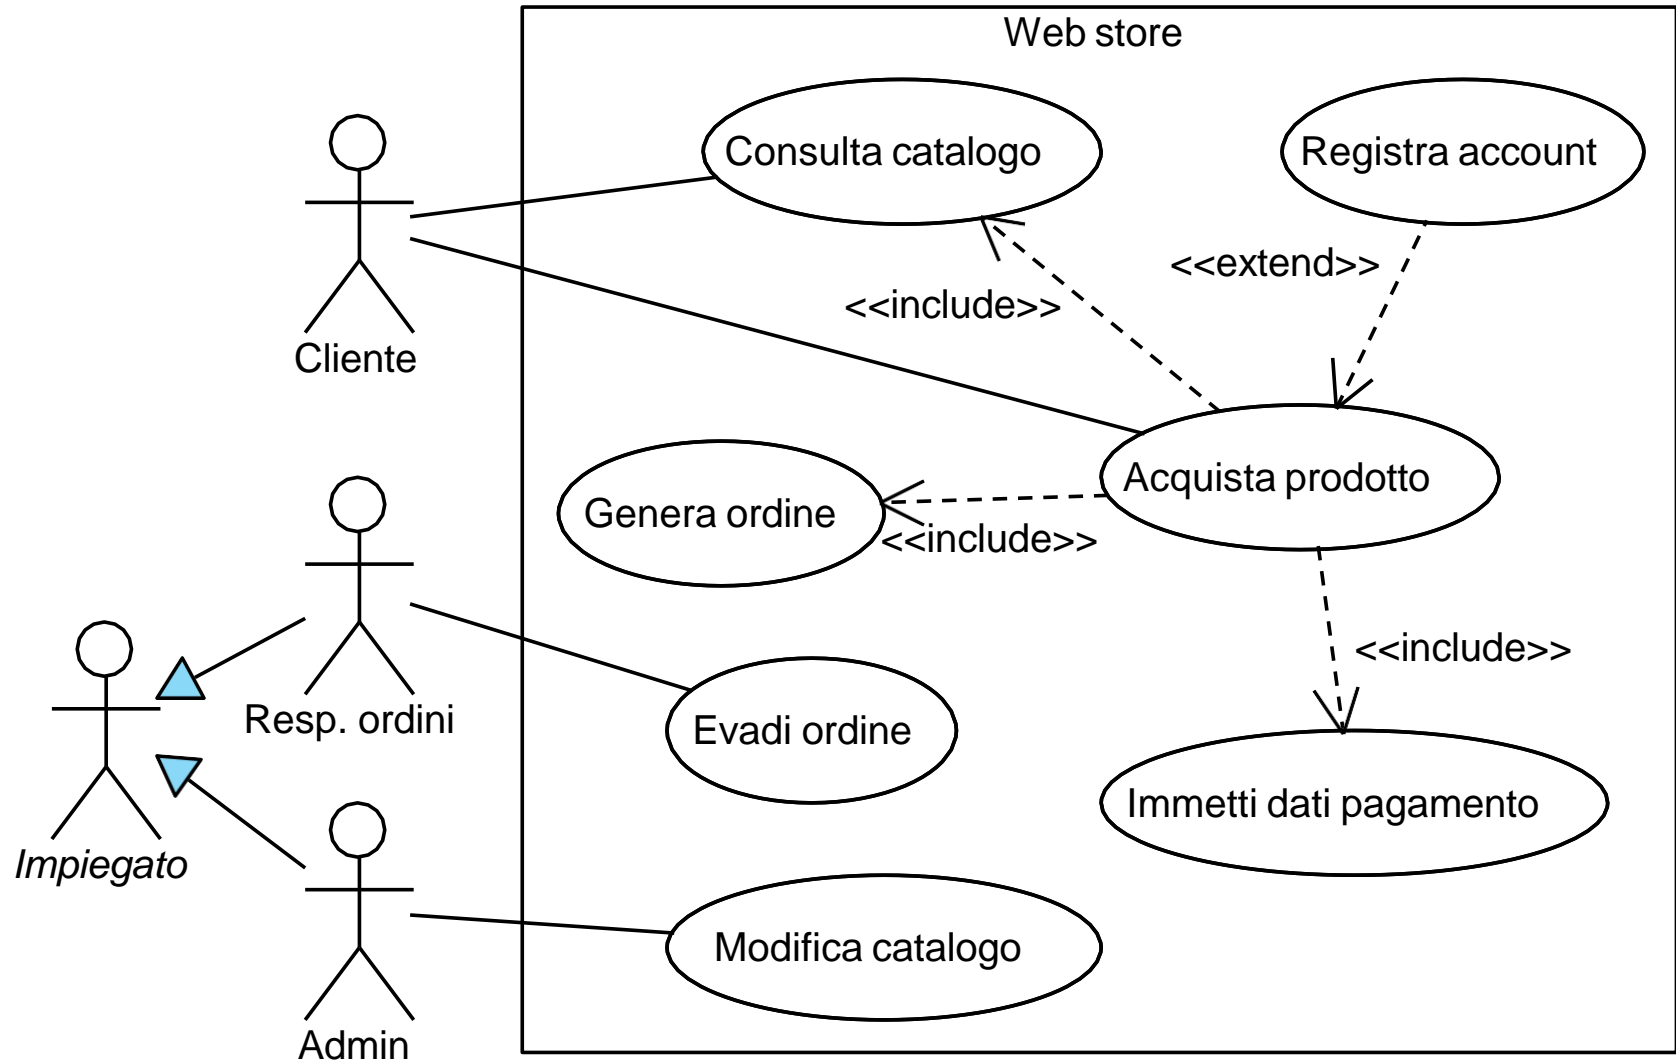 Web store
Consulta catalogo
Registra account
<<extend>>
<<include>>
Cliente
Acquista prodotto
Genera ordine
<<include>>
<<include>>
Resp. ordini
Evadi ordine
Immetti dati pagamento
Impiegato
Modifica catalogo
Admin